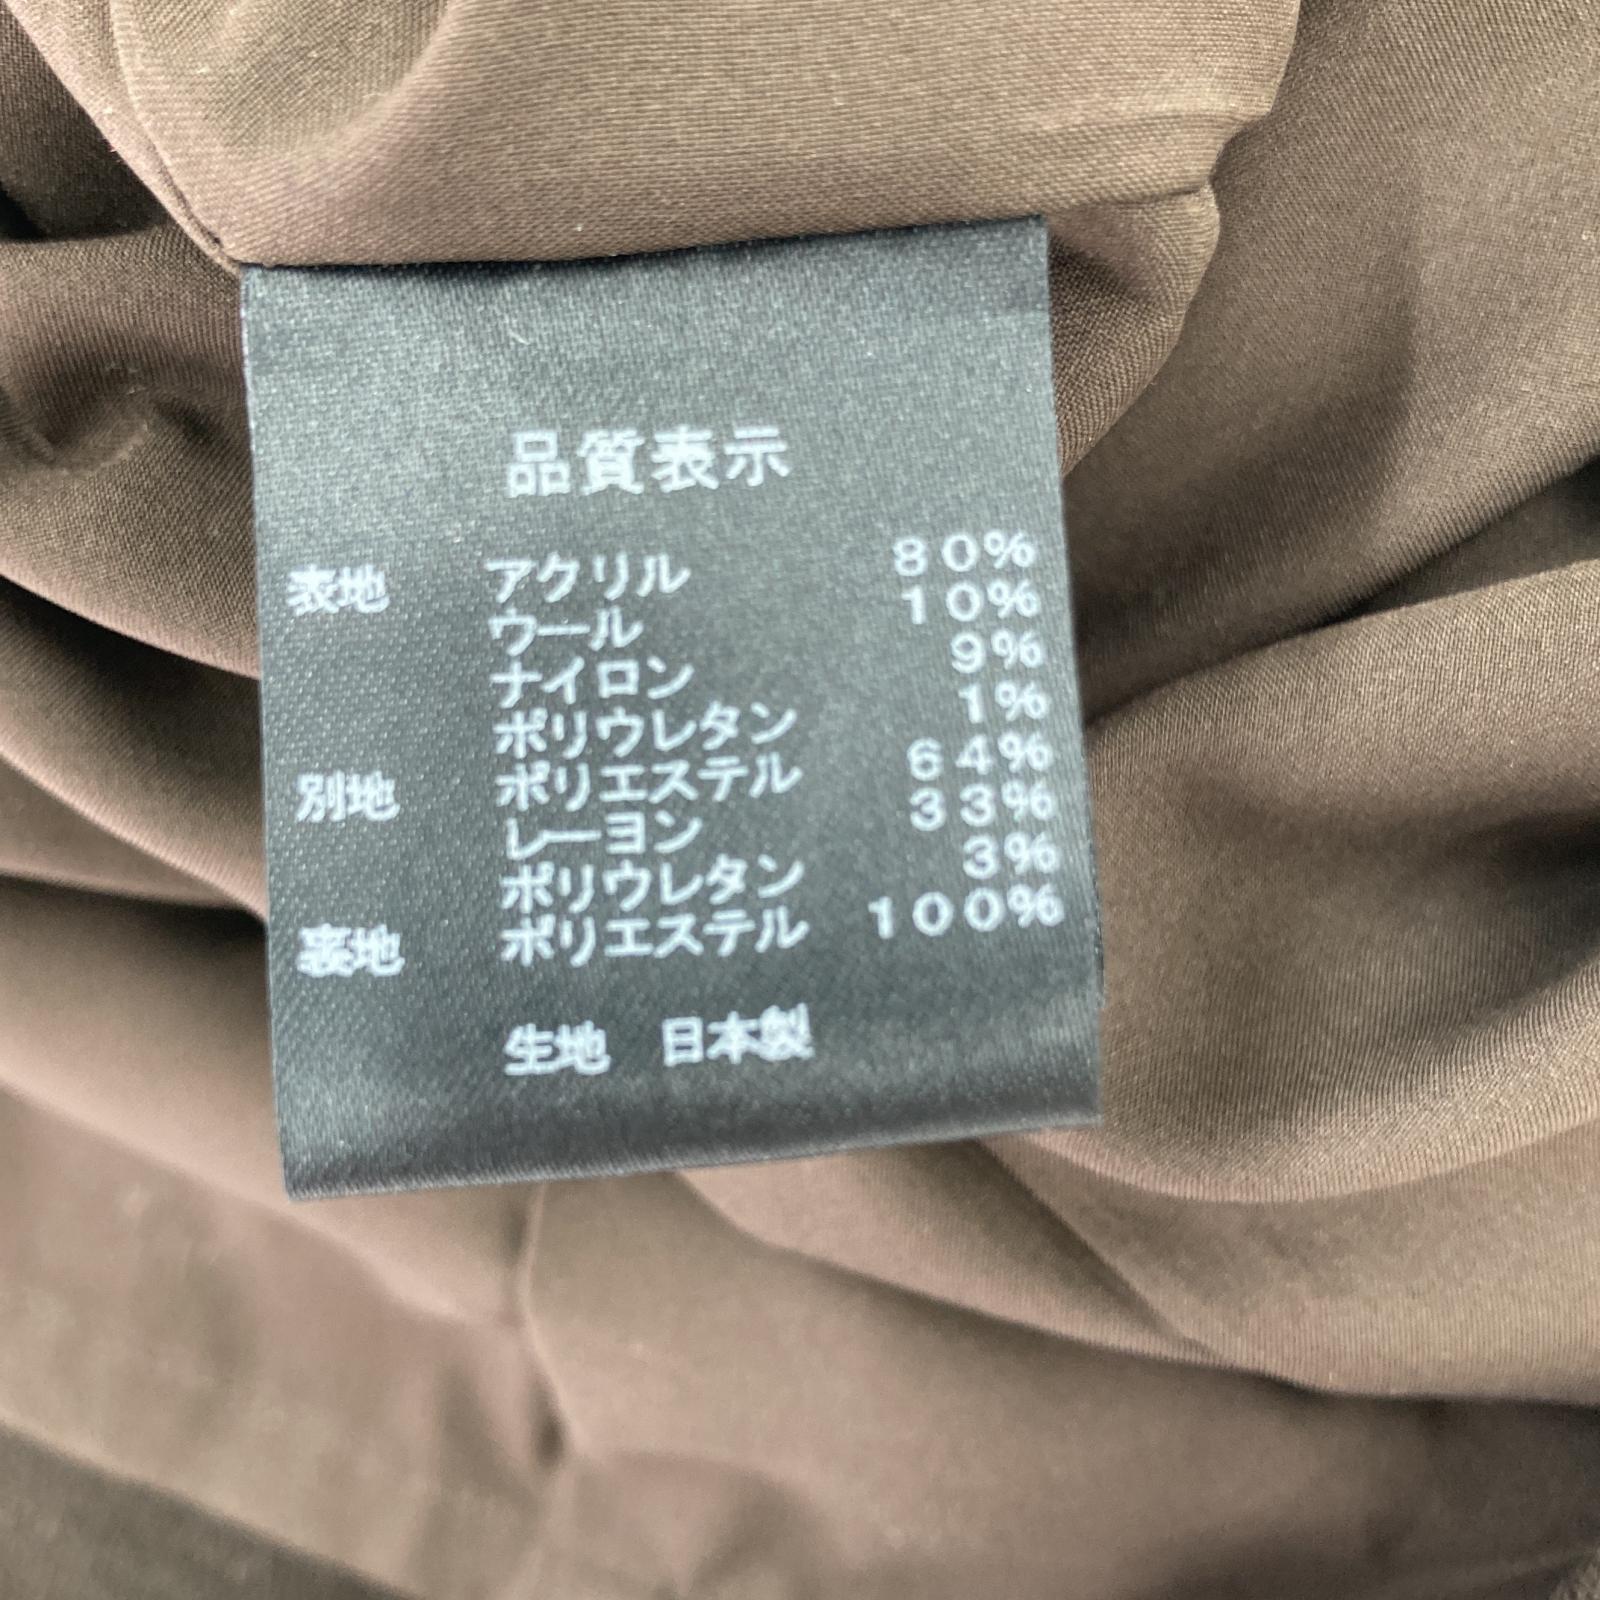 品質表示
表地 アクリル 80%
ウール 10%
ナイロン 9%
ポリウレタン 1%
別地 ポリエステル 64%
レーヨン 33%
ポリウレタン 3%
裏地 ポリエステル 100%
生地 日本製